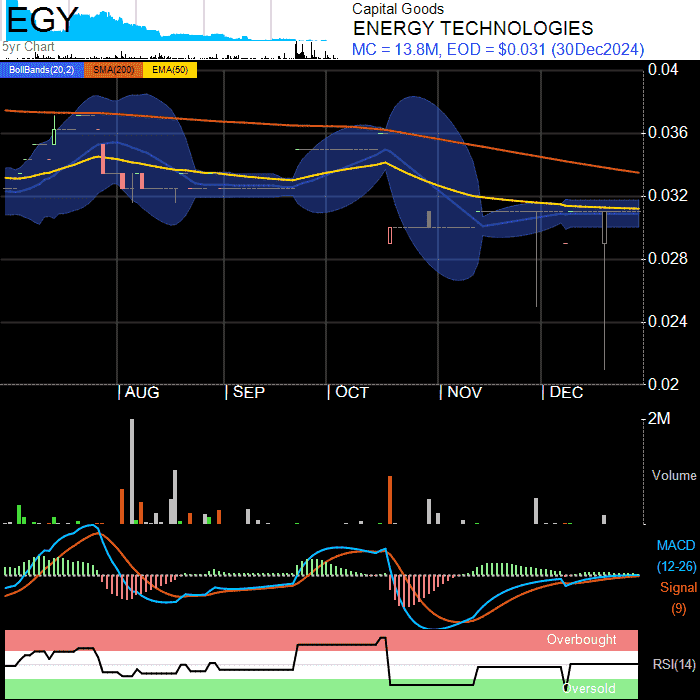 EGY
5yr Chart
Capital Goods
ENERGY TECHNOLOGIES
MC = 13.8M, EOD = $0.031 (30Dec2024)
BollBands(20,2) SMA(200) EMA(50)
0.04
0.036
0.032
0.028
0.024
0.02
AUG SEP OCT NOV DEC
2M
Volume
MACD
(12-26)
Signal
(9)
Overbought
RSI(14)
Oversold